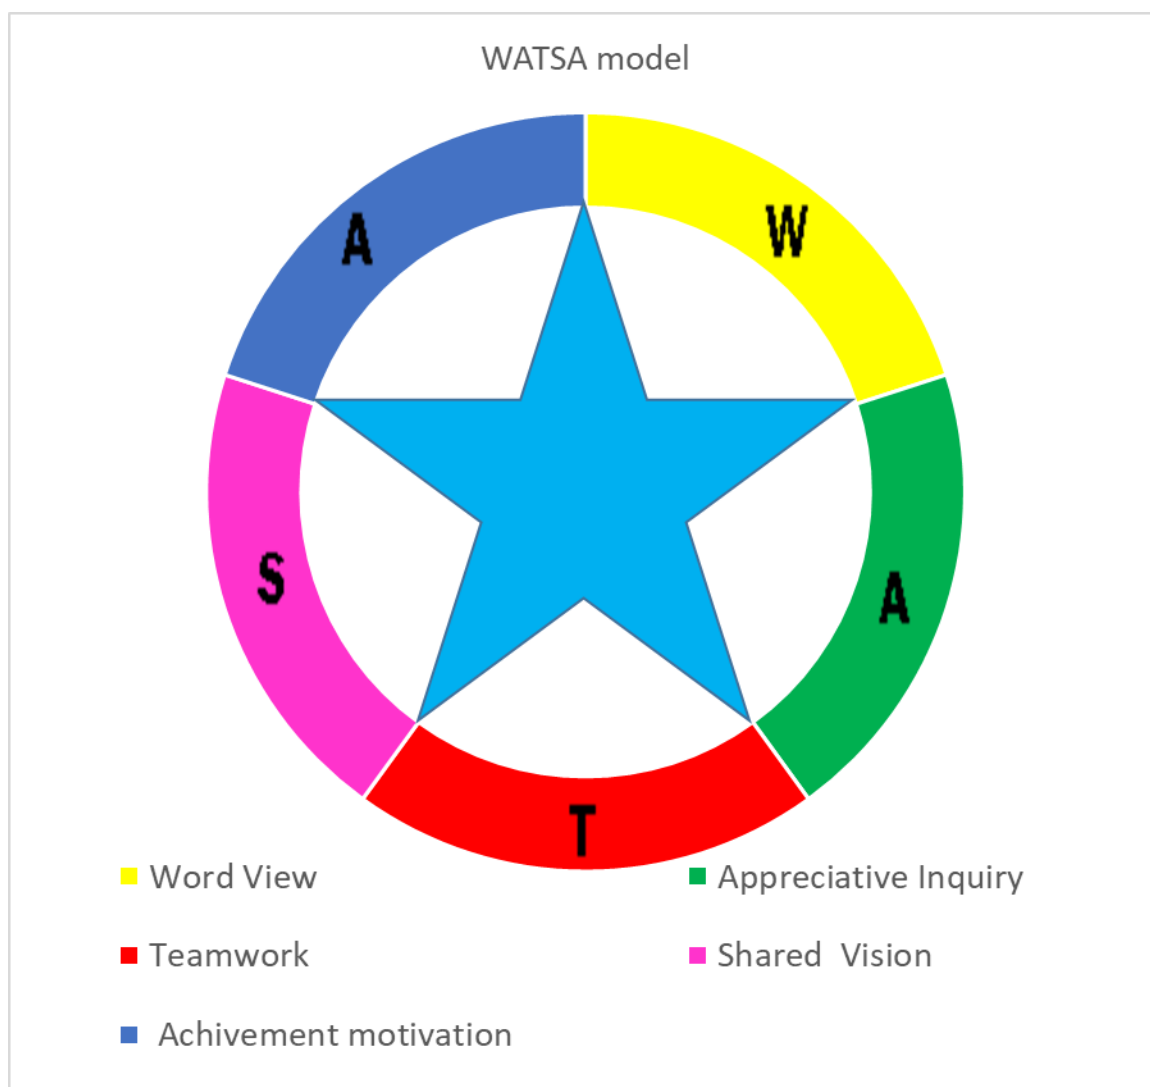 WATSA model
A
W
S
A
T
Word View
Appreciative Inquiry
Teamwork
Shared  Vision
Achivement motivation